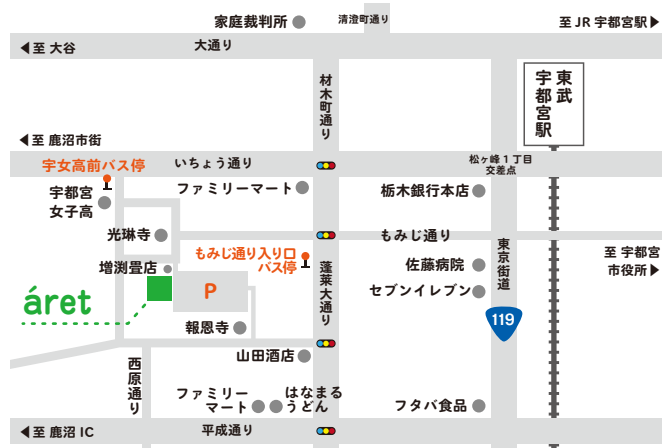 家庭裁判所
清澄町通り
至 JR 宇都宮駅▶
◀至 大谷
大通り
材木町通り
東武
宇都宮駅
◀至 鹿沼市街
宇女高前バス停
いちょう通り
松ヶ峰1丁目
交差点
宇都宮
女子高
ファミリーマート
栃木銀行本店
光琳寺
もみじ通り
もみじ通り入り口
バス停
佐藤病院
東京街道
至 宇都宮
市役所▶
増渕畳店
蓬莱大通り
セブンイレブン
P
áret
119
報恩寺
山田酒店
西原通り
ファミリー
マート
はなまる
うどん
フタバ食品
◀至 鹿沼 IC
平成通り